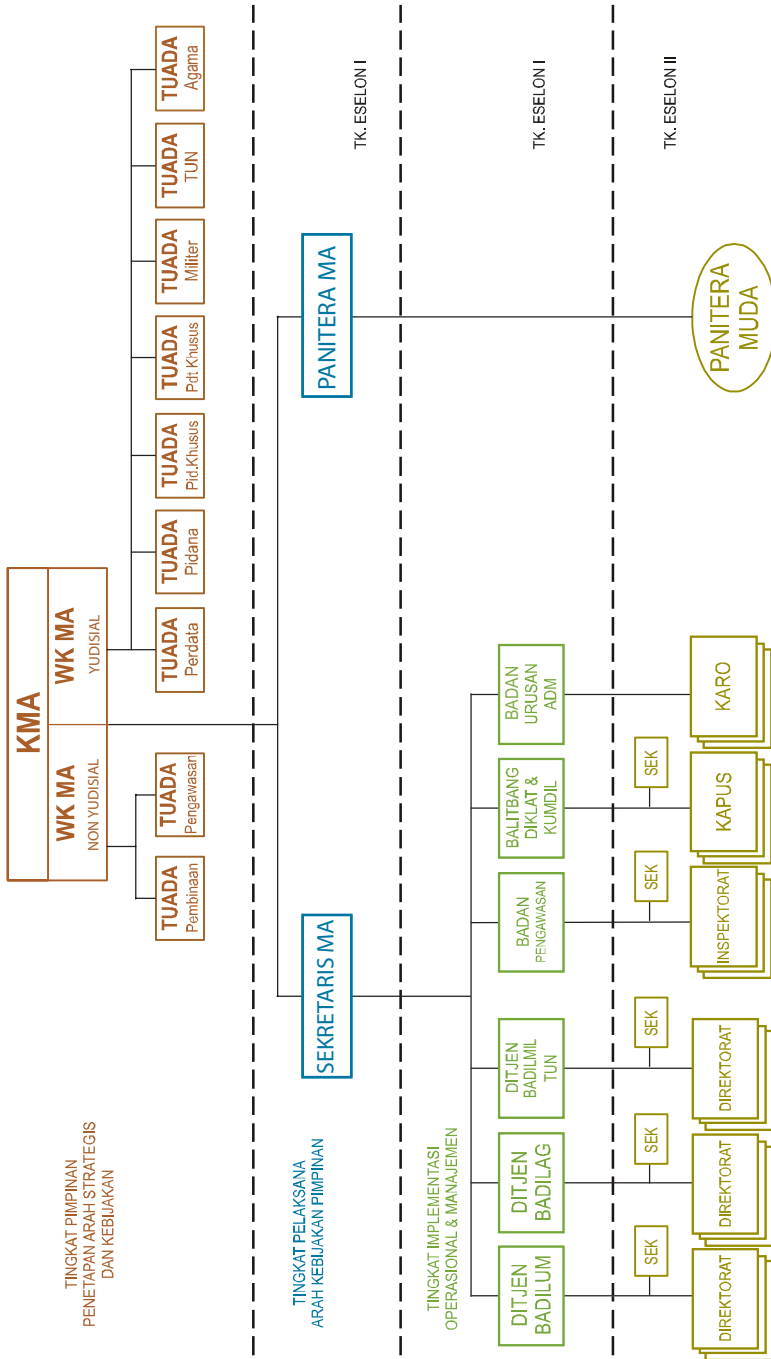 KMA
WK MA
NON YUDISIAL
WK MA
YUDISIAL
TINGKAT PIMPINAN
PENETAPAN ARAH STRATEGIS
DAN KEBIJAKAN
TUADA
Pembinaan
TUADA
Pengawasan
TUADA
Perdata
TUADA
Pidana
TUADA
Pid.Khusus
TUADA
Pdt Khusus
TUADA
Militer
TUADA
TUN
TUADA
Agama
TINGKAT PELAKSANA
ARAH KEBIJAKAN PIMPINAN
SEKRETARIS MA
PANITERA MA
TK. ESELON I
TINGKAT IMPLEMENTASI
OPERASIONAL & MANAJEMEN
DITJEN
BADILUM
DITJEN
BADILAG
DITJEN
BADILMIL
TUN
BADAN
PENGAWASAN
BALITBANG
DIKLAT &
KUMDIL
BADAN
URUSAN
ADM
TK. ESELON I
SEK
SEK
SEK
SEK
SEK
TK. ESELON II
DIREKTORAT
DIREKTORAT
DIREKTORAT
INSPEKTORAT
KAPUS
KARO
PANITERA
MUDA